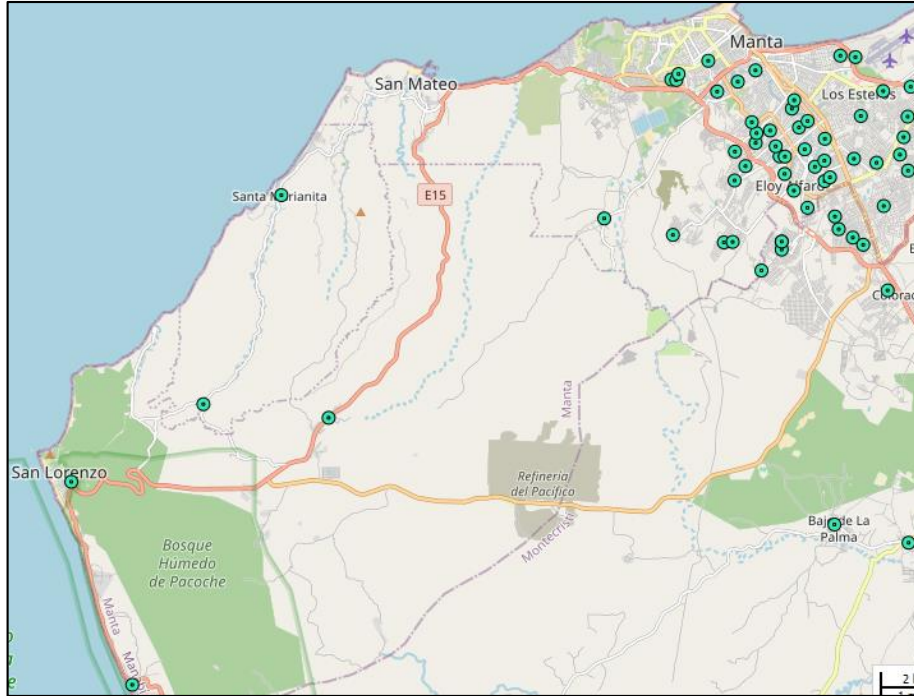 Manta
San Mateo
Los Esteros
Santa Marianita
E15
Eloy Alfaro
Manta
San Lorenzo
Refinería
del Pacífico
Montecristi
Bajo de La
Palma
Bosque
Húmedo
de Pacoche
Manta
2